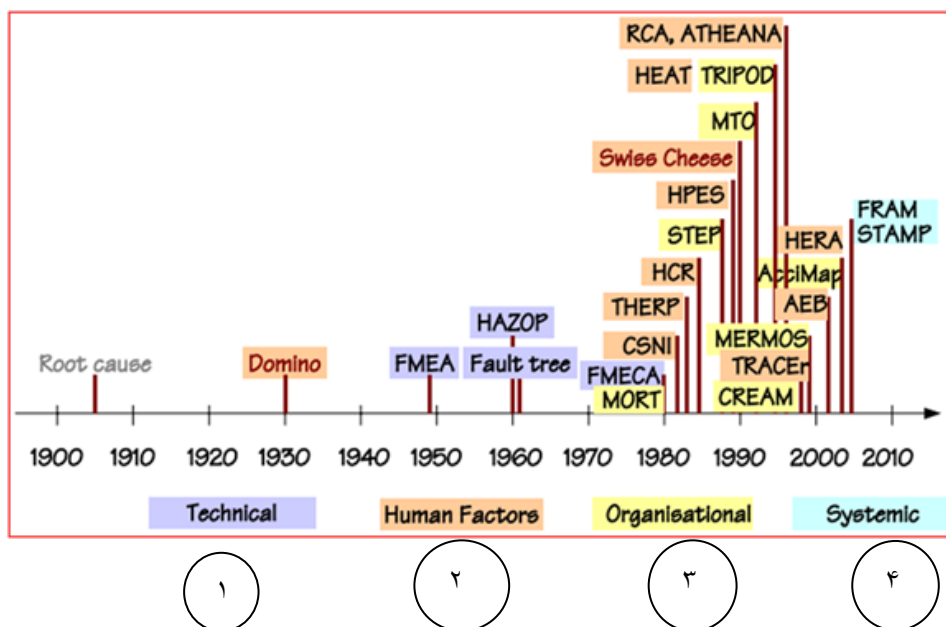 RCA, ATHEANA
HEAT TRIPOD
MTO
Swiss Cheese
HPES
FRAM
STEP HERA STAMP
HCR AcciMap
THERP AEB
HAZOP
CSNI MERMOS
Root cause Domino FMEA Fault tree FMECA TRACEr
MORT CREAM
1900 1910 1920 1930 1940 1950 1960 1970 1980 1990 2000 2010
Technical Human Factors Organisational Systemic
۱ ۲ ۳ ۴